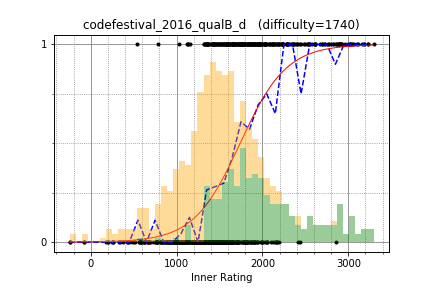 codefestival_2016_qualB_d (difficulty=1740)
1
0
0 1000 2000 3000
Inner Rating